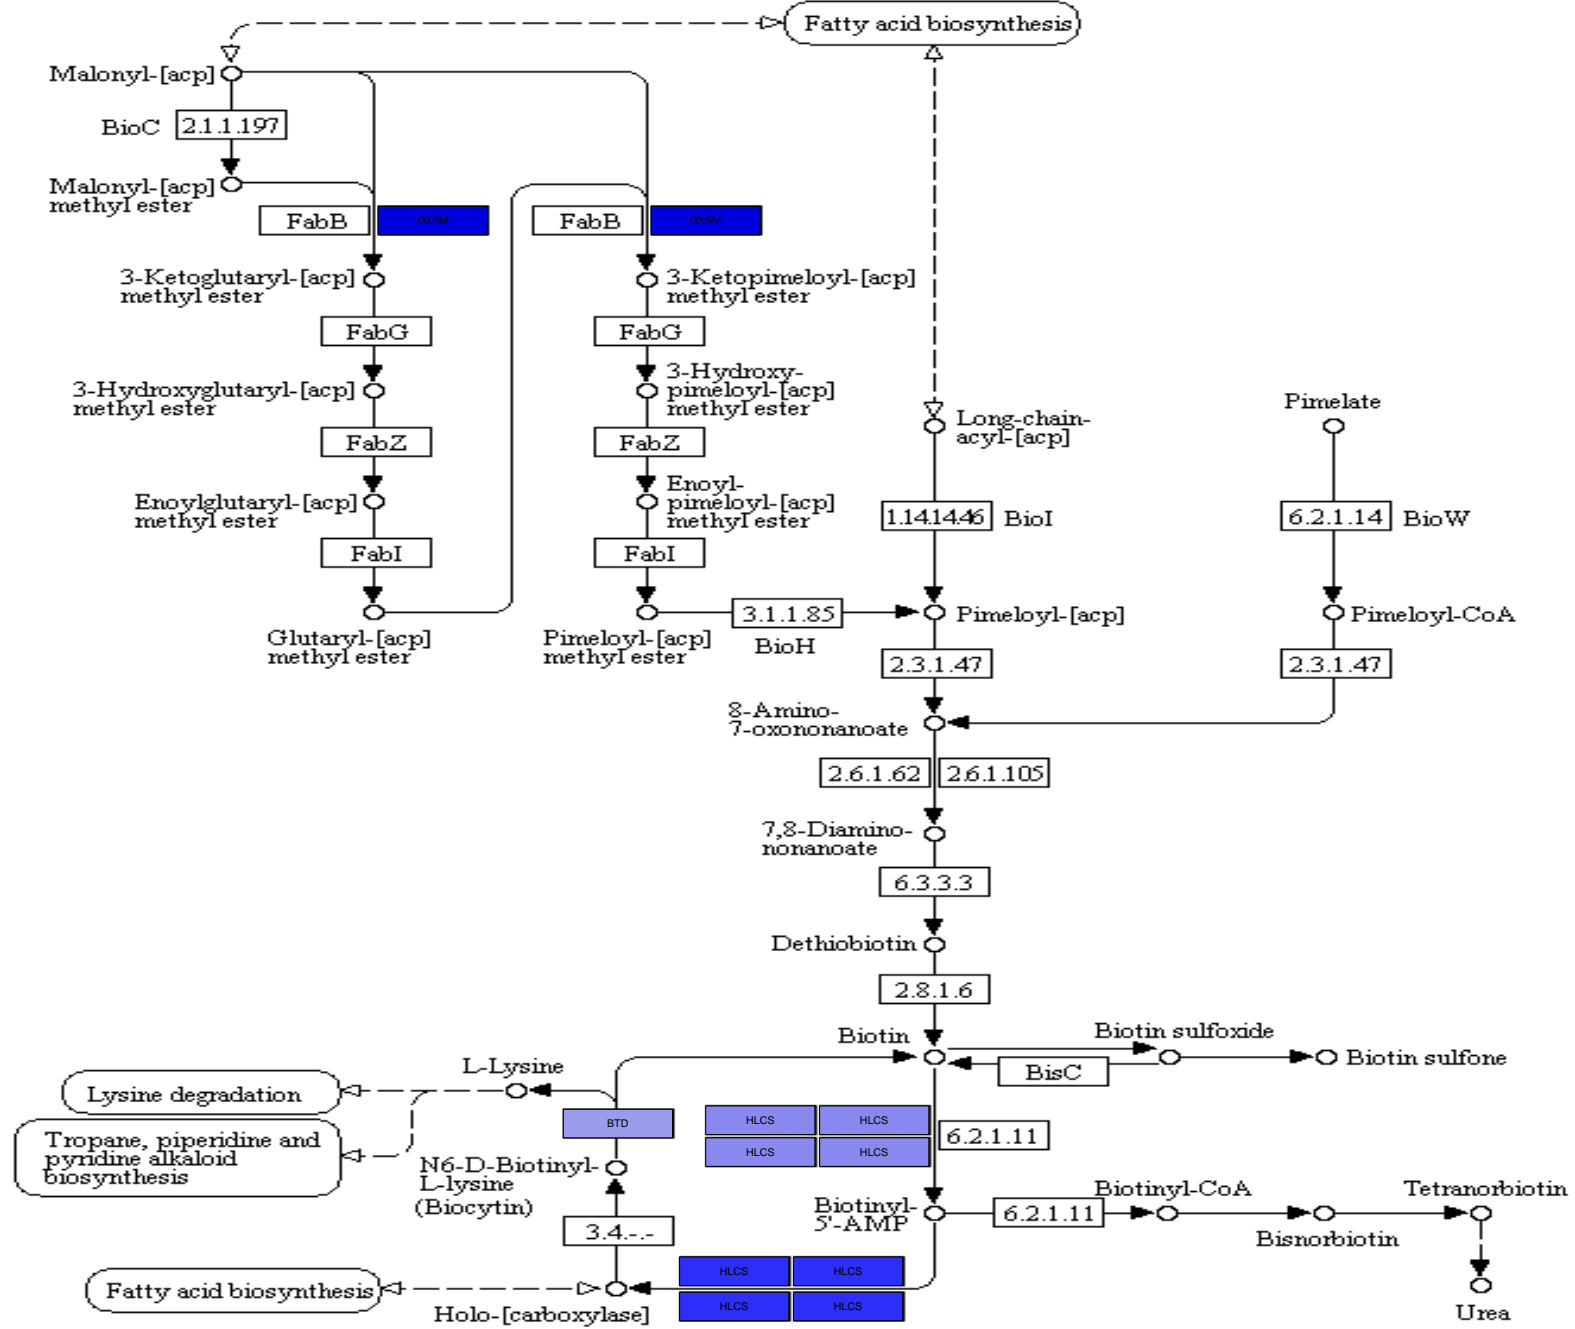 Fatty acid biosynthesis
Malonyl-[acp]
BioC
2.1.1.197
Malonyl-[acp]
methyl ester
FabB
OXSM
FabB
OXSM
3-Ketoglutaryl-[acp]
methyl ester
3-Ketopimeloyl-[acp]
methyl ester
FabG
FabG
3-Hydroxyglutaryl-[acp]
methyl ester
3-Hydroxy-
pimeloyl-[acp]
methyl ester
Long-chain-
acyl-[acp]
Pimelate
FabZ
FabZ
Enoylglutaryl-[acp]
methyl ester
Enoyl-
pimeloyl-[acp]
methyl ester
1.14.14.46
BioI
6.2.1.14
BioW
FabI
FabI
Glutaryl-[acp]
methyl ester
Pimeloyl-[acp]
methyl ester
3.1.1.85
BioH
Pimeloyl-[acp]
Pimeloyl-CoA
2.3.1.47
2.3.1.47
8-Amino-
7-oxononanoate
2.6.1.62
2.6.1.105
7,8-Diamino-
nonanoate
6.3.3.3
Dethiobiotin
2.8.1.6
Biotin
Biotin sulfoxide
Biotin sulfone
BisC
L-Lysine
Lysine degradation
BTD
HLCS
HLCS
HLCS
HLCS
6.2.1.11
Tropane, piperidine and
pyridine alkaloid
biosynthesis
N6-D-Biotinyl-
L-lysine
(Biocytin)
Biotinyl-
5'-AMP
6.2.1.11
Biotinyl-CoA
Bisnorbiotin
Tetranorbiotin
3.4.-.-
HLCS
HLCS
HLCS
HLCS
Fatty acid biosynthesis
Holo-[carboxylase]
Urea